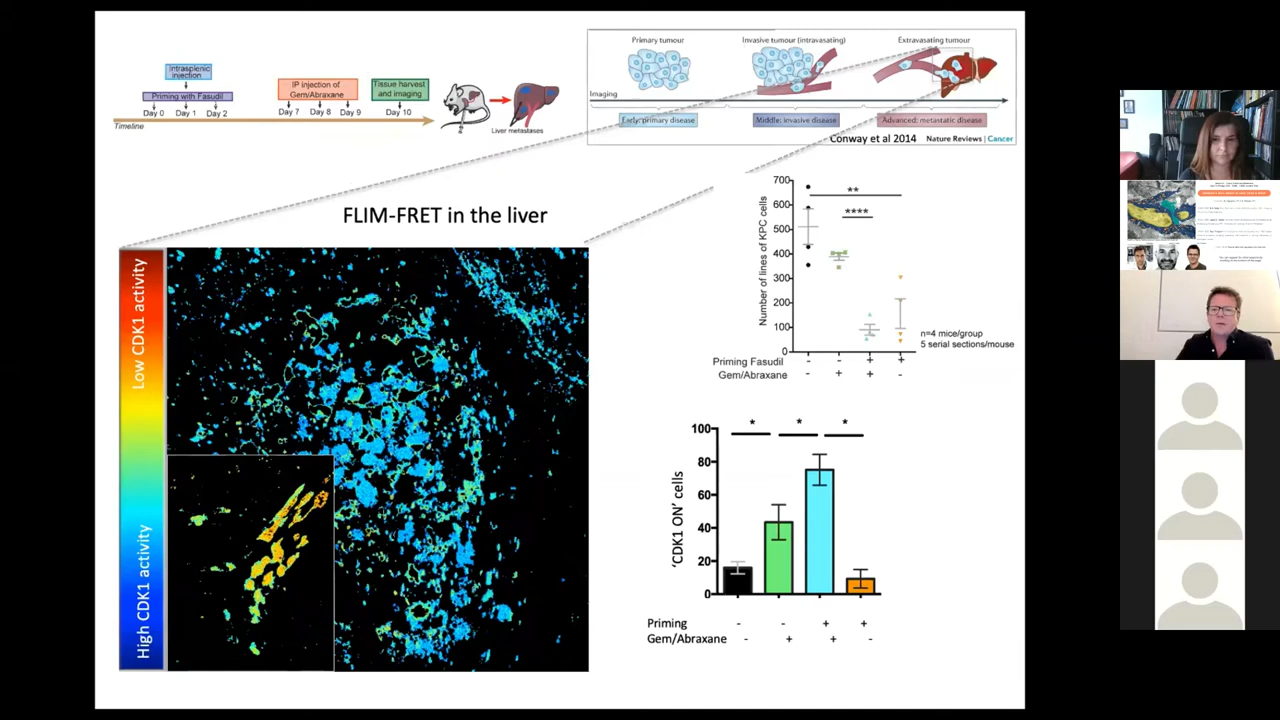 Intrasplenic
injection
Priming with Fasudil
Day 0 Day 1 Day 2
IP injection of
Gem/Abraxane
Day 7 Day 8 Day 9
Tissue harvest
and imaging
Day 10
Timeline
Liver metastases
Primary tumour
Invasive tumour (intravasating)
Extravasating tumour
Imaging
Early: primary disease
Middle: invasive disease
Advanced: metastatic disease
Conway et al 2014
Nature Reviews | Cancer
FLIM-FRET in the liver
Low CDK1 activity
High CDK1 activity
Number of lines of KPC cells
700
600
500
400
300
200
100
0
**
****
n=4 mice/group
5 serial sections/mouse
Priming Fasudil - - + +
Gem/Abraxane - + + -
'CDK1 ON' cells
100
80
60
40
20
0
* * *
Priming - - + +
Gem/Abraxane - + + -